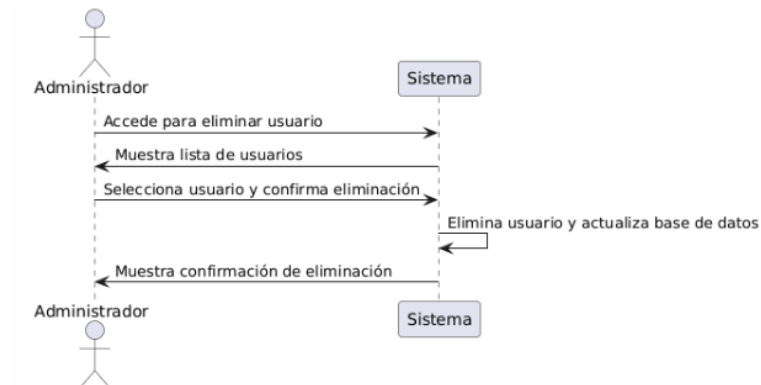 Administrador
Sistema
Accede para eliminar usuario
Muestra lista de usuarios
Selecciona usuario y confirma eliminación
Elimina usuario y actualiza base de datos
Muestra confirmación de eliminación
Administrador
Sistema